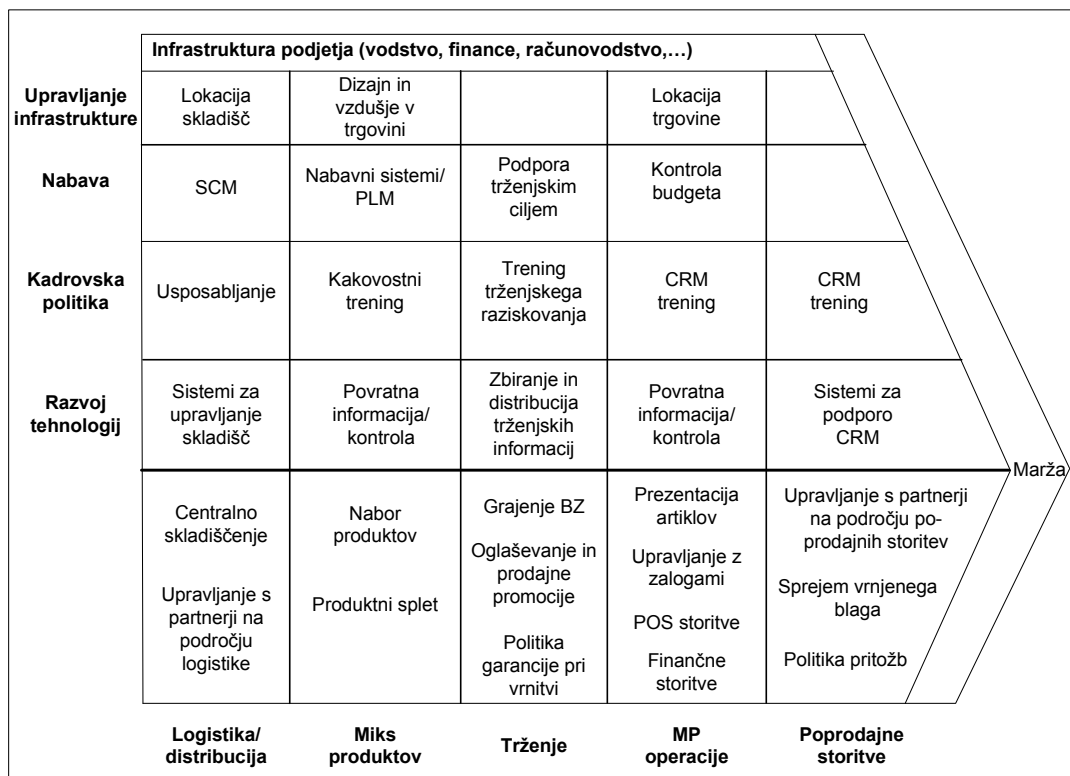 Infrastruktura podjetja (vodstvo, finance, računovodstvo,…)
Upravljanje
infrastrukture
Lokacija
skladišč
Dizajn in
vzdušje v
trgovini
Lokacija
trgovine
Nabava
SCM
Nabavni sistemi/
PLM
Podpora
trženjskim
ciljem
Kontrola
budgeta
Kadrovska
politika
Usposabljanje
Kakovostni
trening
Trening
trženjskega
raziskovanja
CRM
trening
CRM
trening
Razvoj
tehnologij
Sistemi za
upravljanje
skladišč
Povratna
informacija/
kontrola
Zbiranje in
distribucija
trženjskih
informacij
Povratna
informacija/
kontrola
Sistemi za
podporo
CRM
Marža
Centralno
skladiščenje
Upravljanje s
partnerji na
področju
logistike
Nabor
produktov
Produktni splet
Grajenje BZ
Oglaševanje in
prodajne
promocije
Politika
garancije pri
vrnitvi
Prezentacija
artiklov
Upravljanje z
zalogami
POS storitve
Finančne
storitve
Upravljanje s partnerji
na področju po-
prodajnih storitev
Sprejem vrnjenega
blaga
Politika pritožb
Logistika/
distribucija
Miks
produktov
Trženje
MP
operacije
Poprodajne
storitve